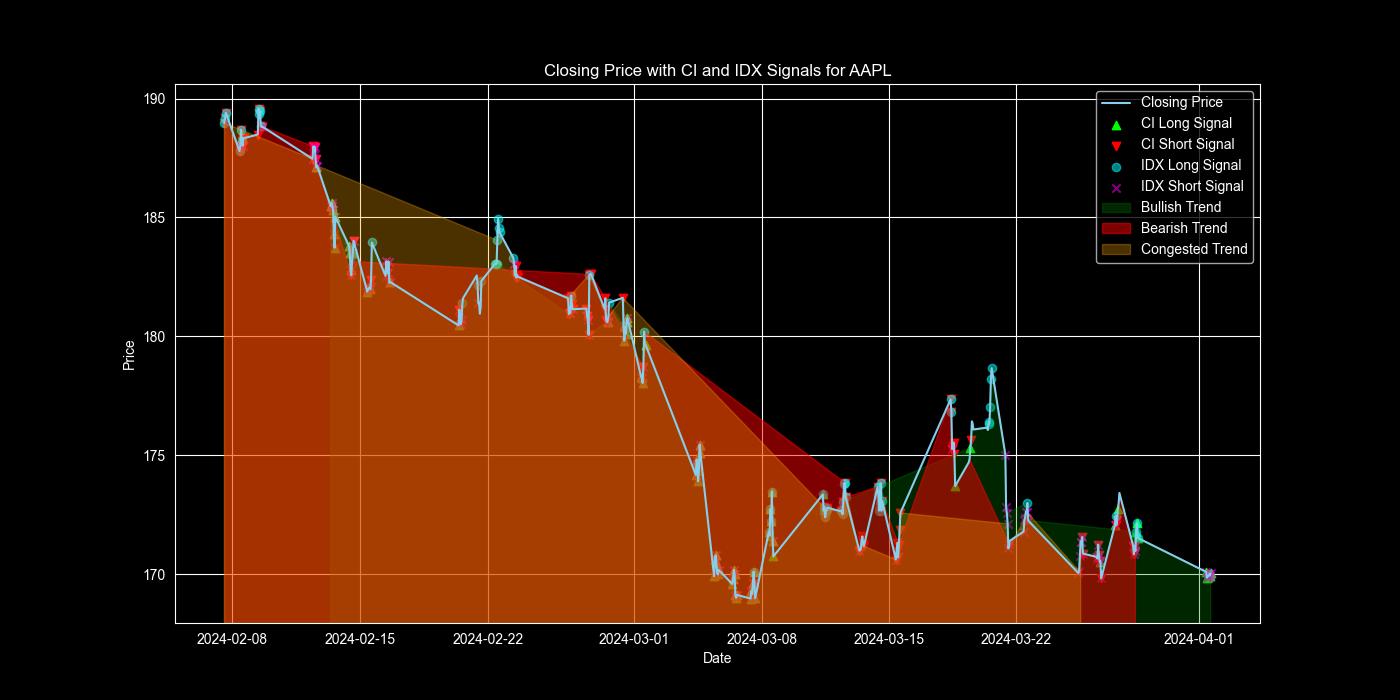 Closing Price with CI and IDX Signals for AAPL
190
185
180
175
170
Price
Closing Price
CI Long Signal
CI Short Signal
IDX Long Signal
IDX Short Signal
Bullish Trend
Bearish Trend
Congested Trend
2024-02-08
2024-02-15
2024-02-22
2024-03-01
2024-03-08
2024-03-15
2024-03-22
2024-04-01
Date